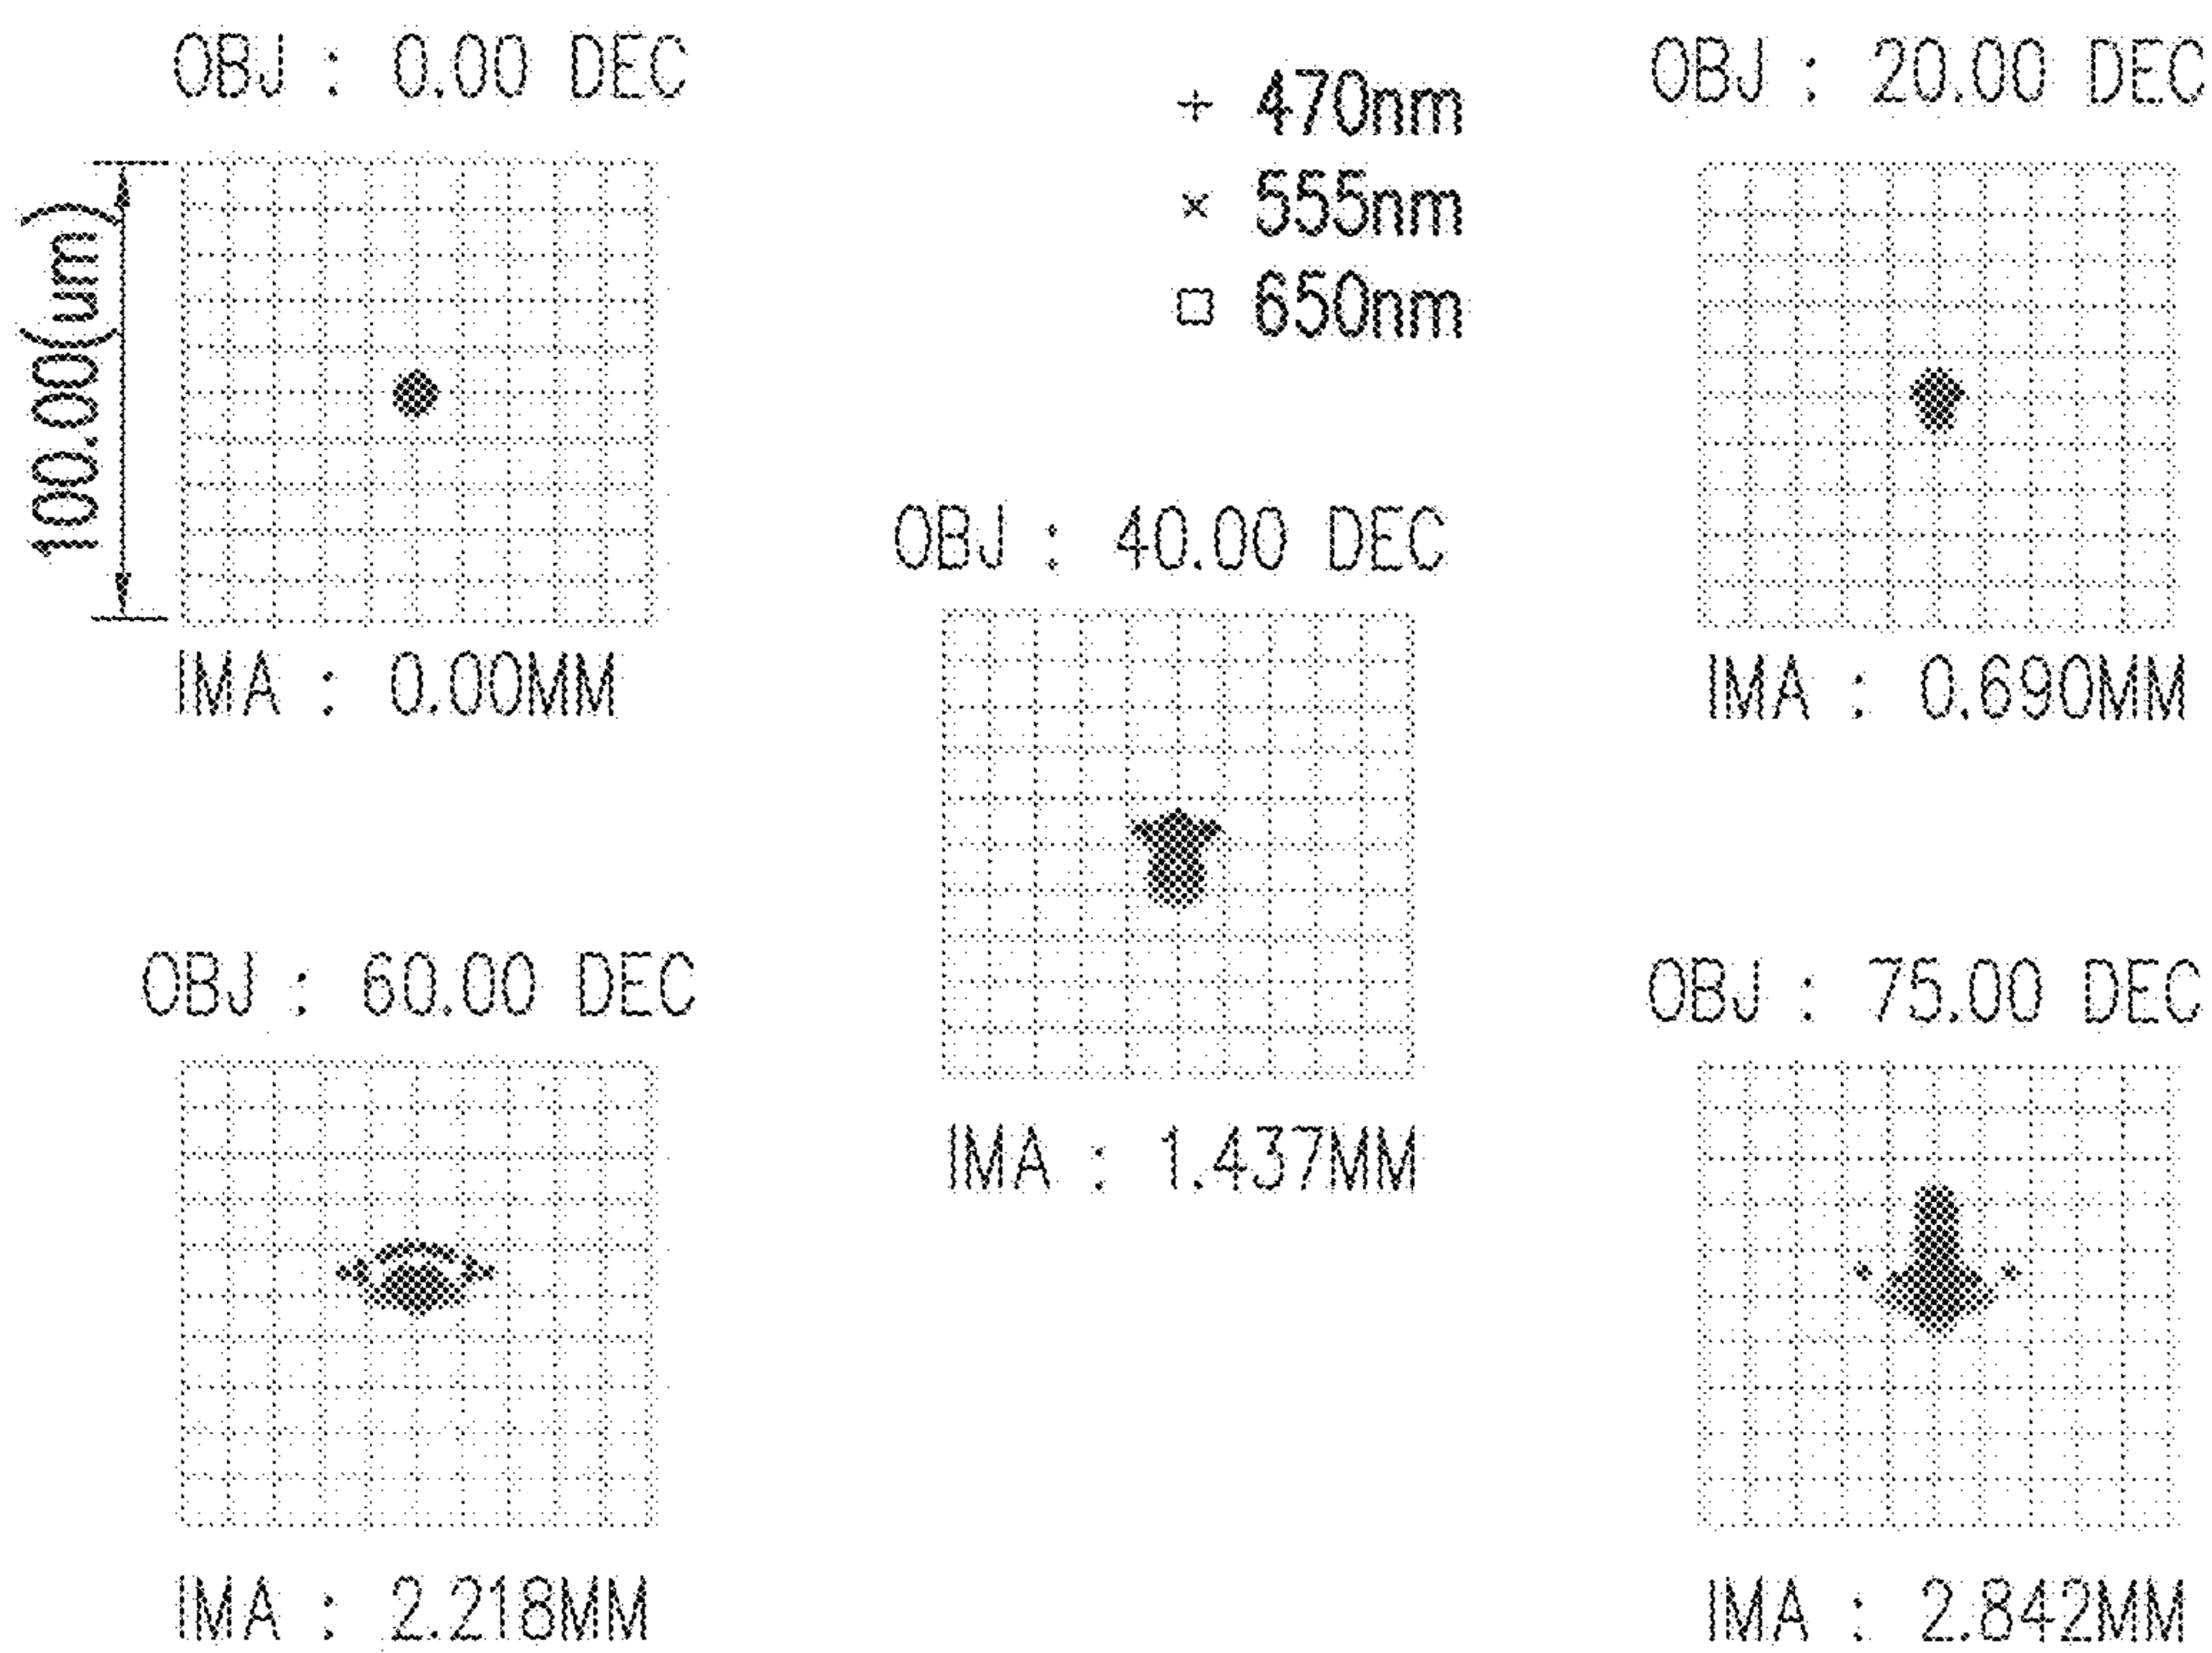 OBJ : 0.00 DEC
+ 470nm
× 555nm
□ 650nm
OBJ : 20.00 DEC
100.00(um)
IMA : 0.00MM
IMA : 0.690MM
OBJ : 40.00 DEC
IMA : 1.437MM
OBJ : 60.00 DEC
IMA : 2.218MM
OBJ : 75.00 DEC
IMA : 2.842MM